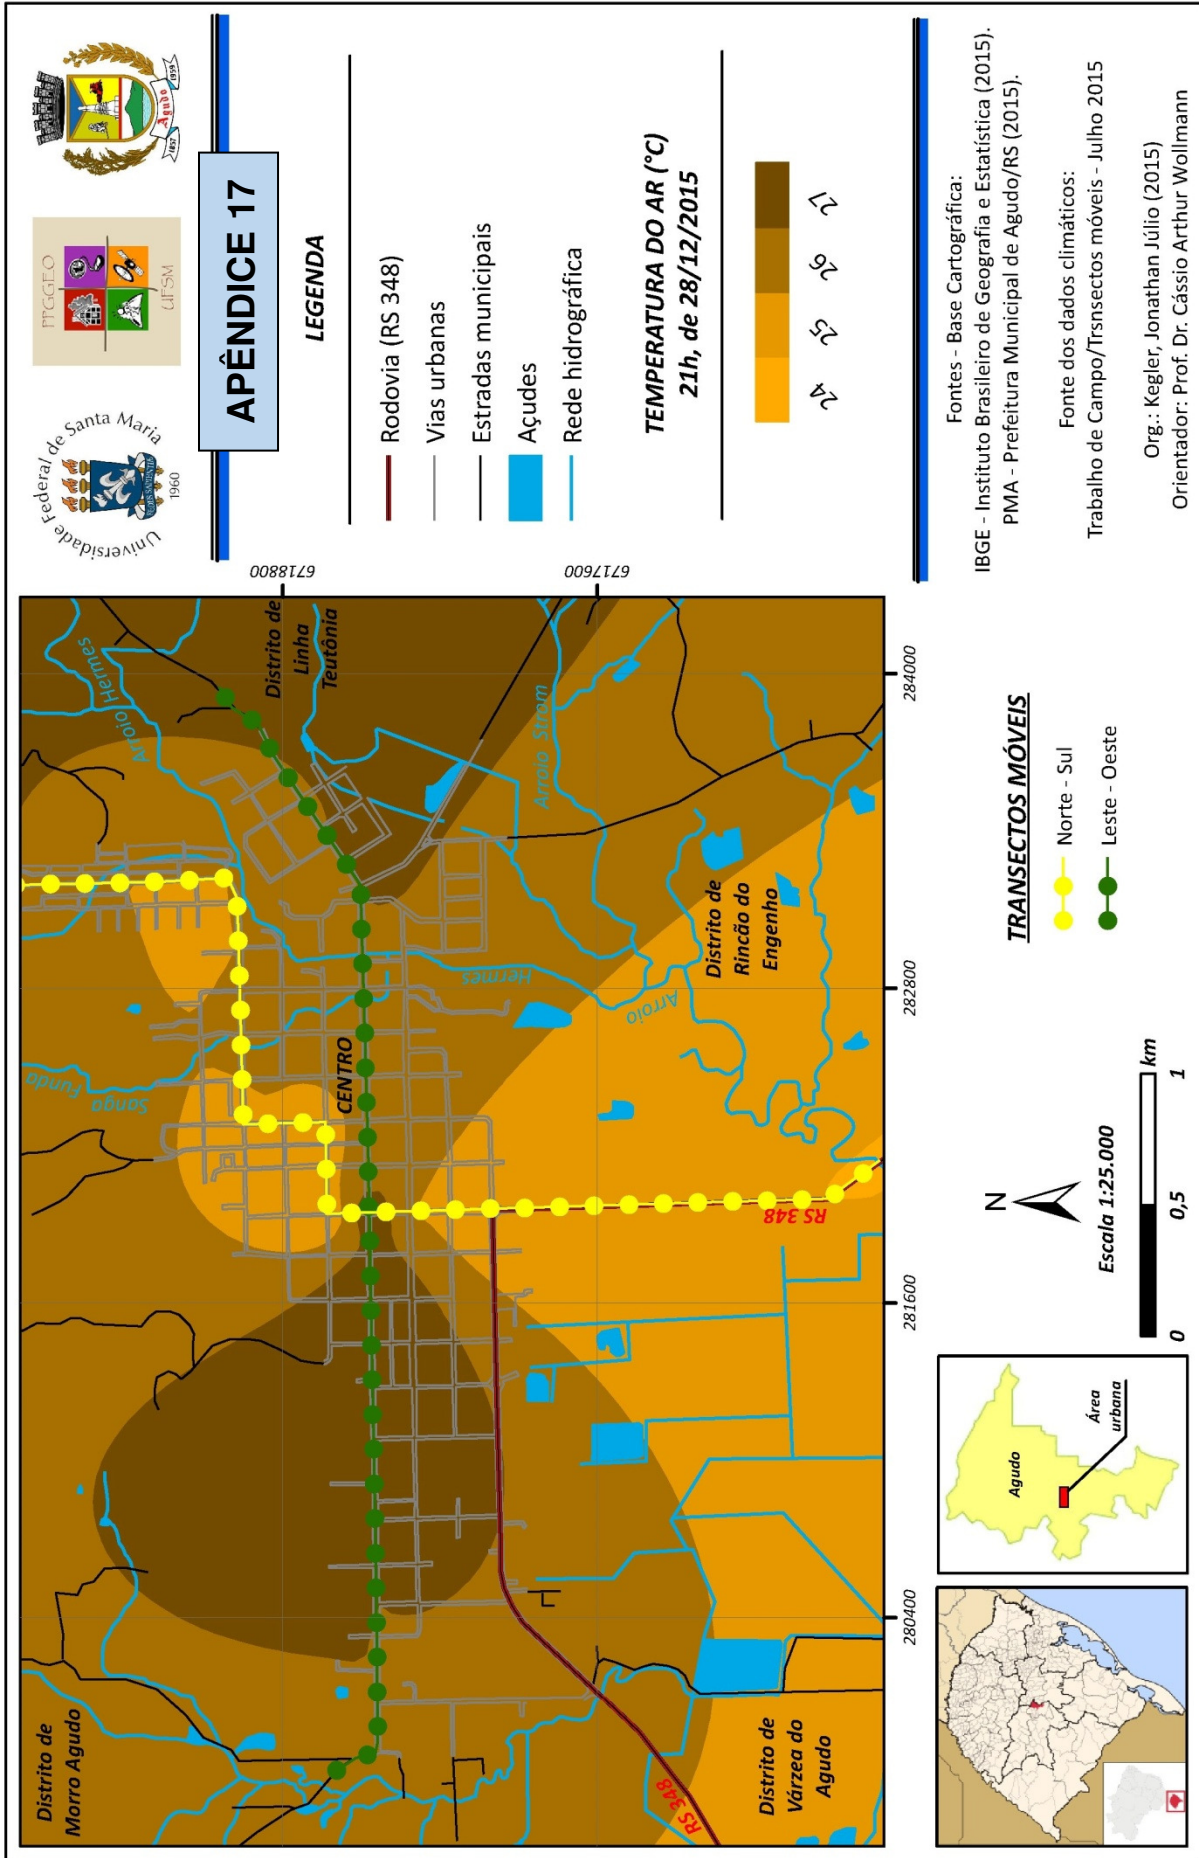 Universidade Federal de Santa Maria
1960
PPGGEO
UFSM
1857
Agudo
1959
APÊNDICE 17
LEGENDA
Rodovia (RS 348)
Vias urbanas
Estradas municipais
Açudes
Rede hidrográfica
TEMPERATURA DO AR (°C)
21h, de 28/12/2015
24
25
26
27
Fontes - Base Cartográfica:
IBGE - Instituto Brasileiro de Geografia e Estatística (2015).
PMA - Prefeitura Municipal de Agudo/RS (2015).
Fonte dos dados climáticos:
Trabalho de Campo/Trsnsectos móveis - Julho 2015
Org.: Kegler, Jonathan Júlio (2015)
Orientador: Prof. Dr. Cássio Arthur Wollmann
Distrito de
Morro Agudo
Sanga Funda
Arroio Hermes
Distrito de
Linha
Teutônia
CENTRO
Hermes
Arroio
Arroio Strom
Distrito de
Rincão do
Engenho
RS 348
Distrito de
Várzea do
Agudo
RS 348
6718800
6717600
280400
281600
282800
284000
Agudo
Área
urbana
N
Escala 1:25.000
0
0,5
1
km
TRANSECTOS MÓVEIS
Norte - Sul
Leste - Oeste